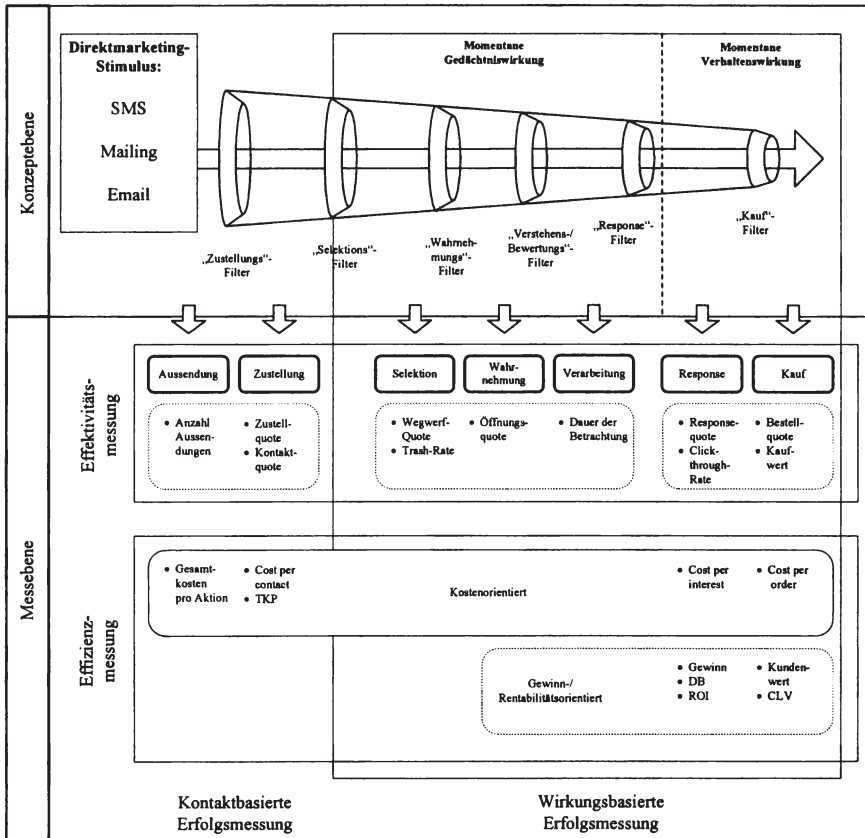 Direktmarketing-
Stimulus:
SMS
Mailing
Email
Momentane
Gedächtniswirkung
Momentane
Verhaltenswirkung
Konzeptebene
„Zustellungs"-
Filter
„Selektions"-
Filter
„Wahrneh-
mungs"-
Filter
„Verstehens-/
Bewertungs"-
Filter
„Response"-
Filter
„Kauf"-
Filter
Messebene
Effektivitäts-
messung
Aussendung
Zustellung
Selektion
Wahr-
nehmung
Verarbeitung
Response
Kauf
• Anzahl
Aussen-
dungen
• Zustell-
quote
• Kontakt-
quote
• Wegwerf-
Quote
• Trash-Rate
• Öffnungs-
quote
• Dauer der
Betrachtung
• Response-
quote
• Click-
through-
Rate
• Bestell-
quote
• Kauf-
wert
Effizienz-
messung
• Gesamt-
kosten
pro Aktion
• Cost per
contact
• TKP
Kostenorientiert
• Cost per
interest
• Cost per
order
Gewinn-/
Rentabilitätsorientiert
• Gewinn
• DB
• ROI
• Kunden-
wert
• CLV
Kontaktbasierte
Erfolgsmessung
Wirkungsbasierte
Erfolgsmessung